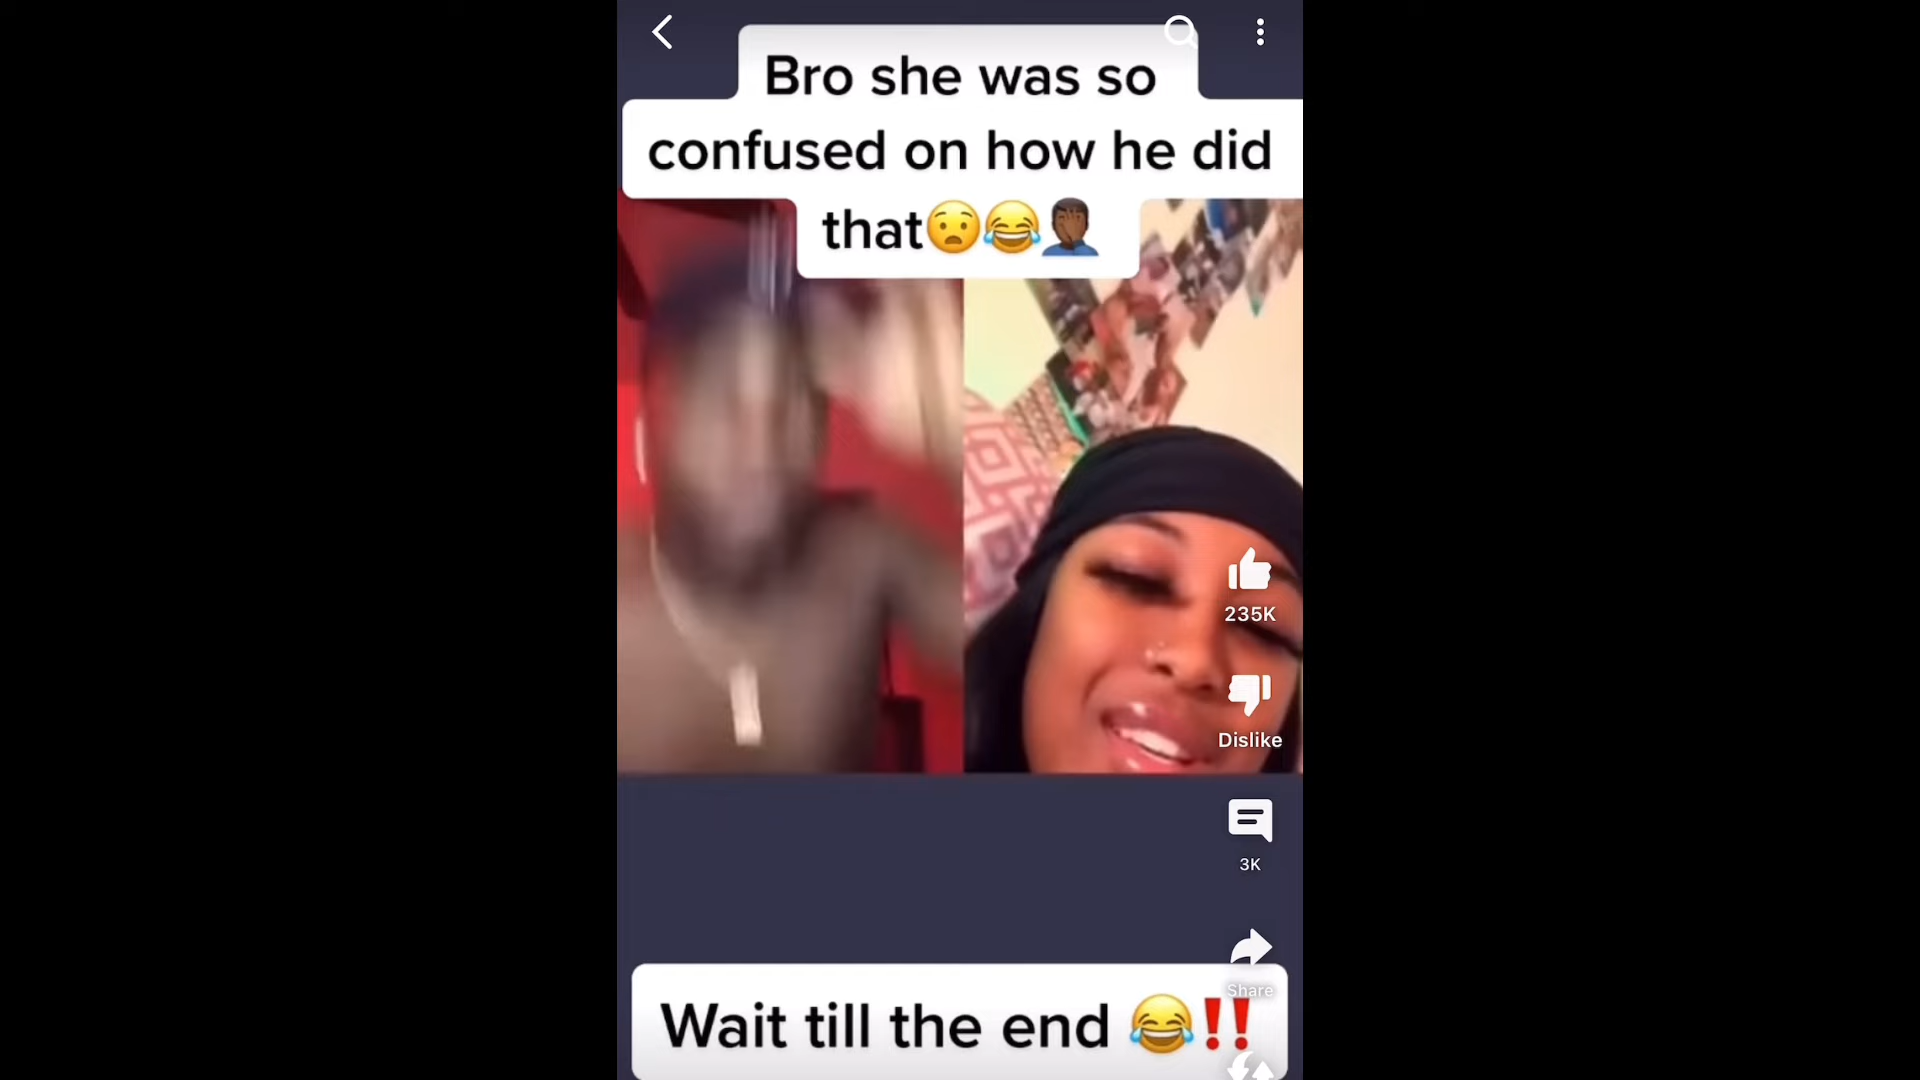 Bro she was so
confused on how he did
that😧😂🤦🏾‍♂️
235K
Dislike
3K
Share
Wait till the end 😂‼️